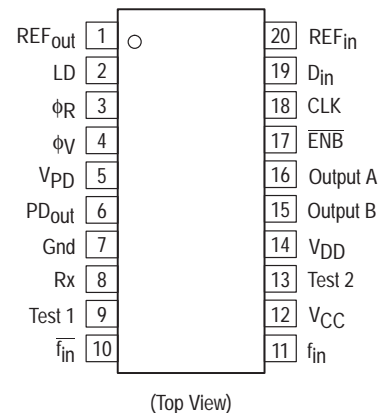 REFout 1 20 REFin
LD 2 19 Din
ϕR 3 18 CLK
ϕV 4 17 E̅N̅B̅
VPD 5 16 Output A
PDout 6 15 Output B
Gnd 7 14 VDD
Rx 8 13 Test 2
Test 1 9 12 VCC
f̅i̅n̅ 10 11 fin
(Top View)